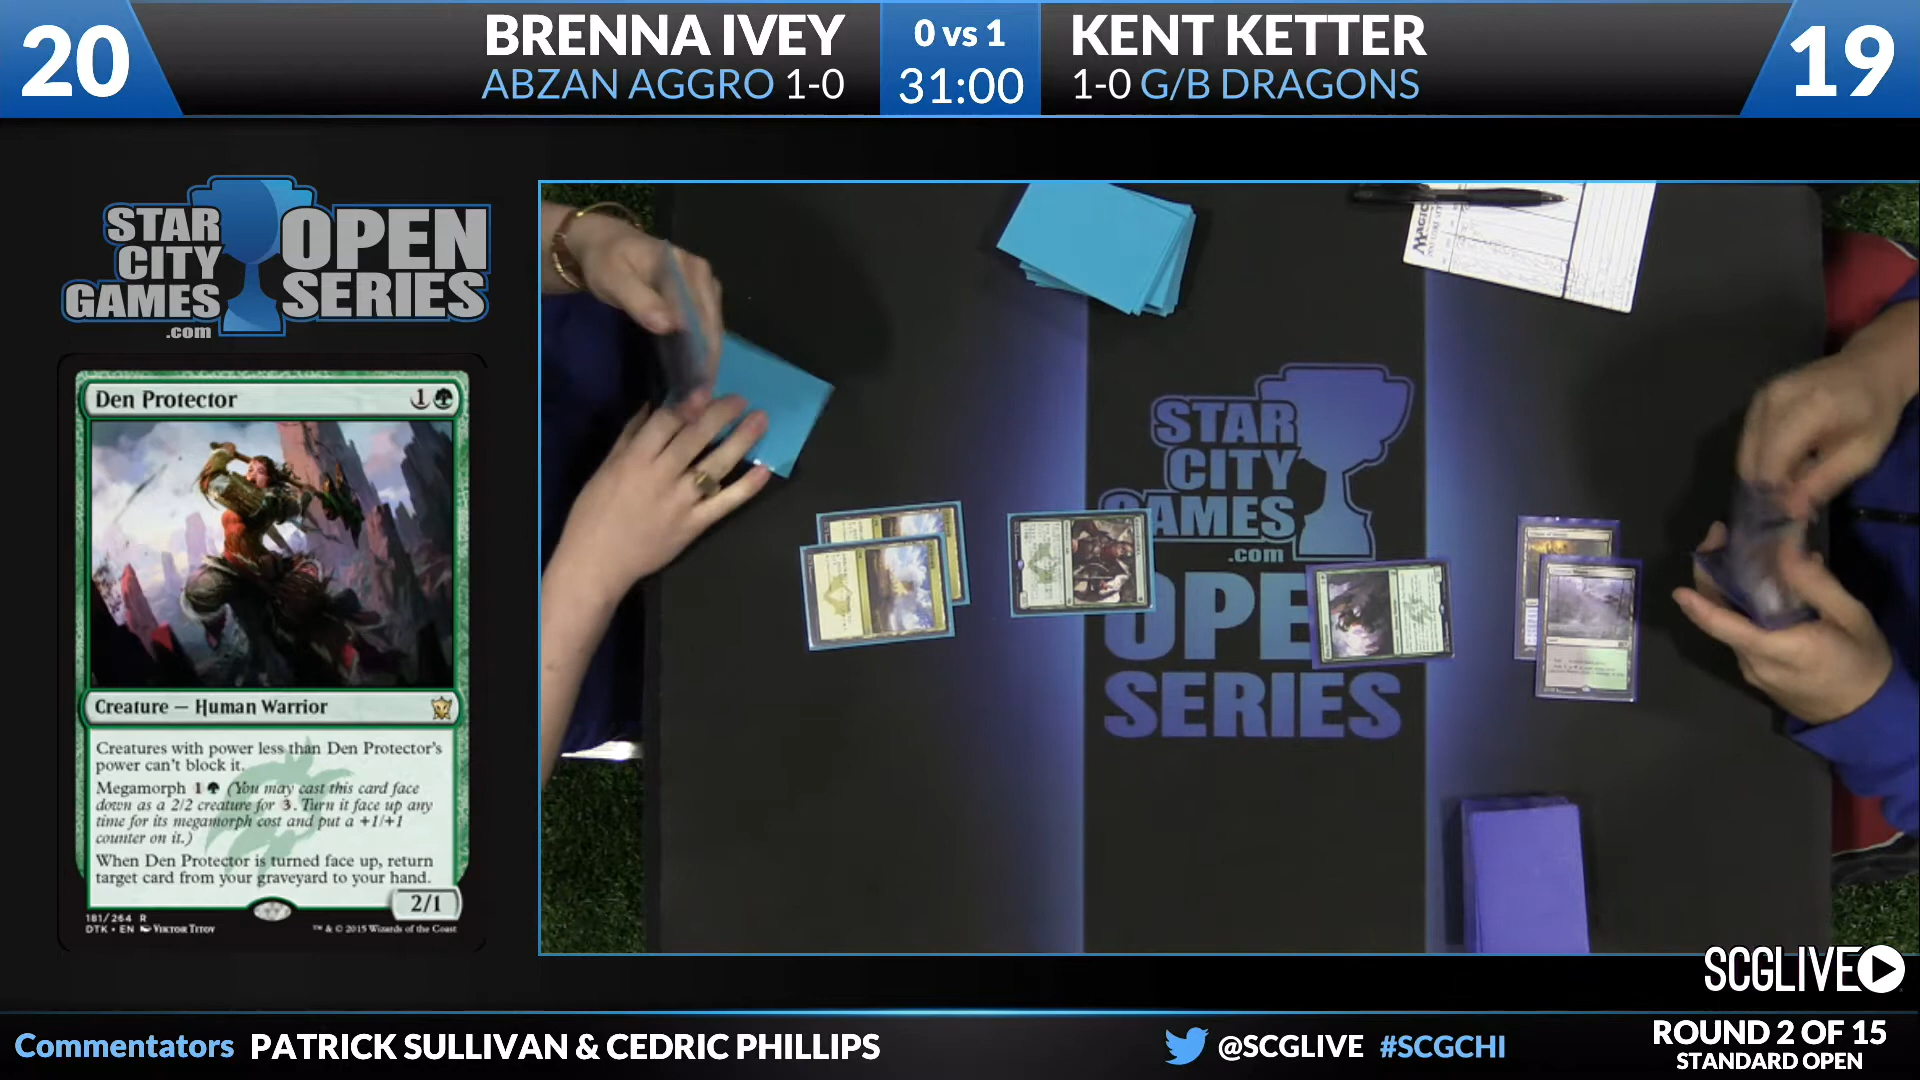 20
BRENNA IVEY
ABZAN AGGRO 1-0
0 vs 1
31:00
KENT KETTER
1-0 G/B DRAGONS
19
STAR
CITY
GAMES
.com
OPEN
SERIES
Den Protector 1
Creature — Human Warrior
Creatures with power less than Den Protector's
power can't block it.
Megamorph 1 (You may cast this card face
down as a 2/2 creature for 3. Turn it face up any
time for its megamorph cost and put a +1/+1
counter on it.)
When Den Protector is turned face up, return
target card from your graveyard to your hand.
2/1
181/264 R
DTK • EN VIKTOR TITOV
™ & © 2015 Wizards of the Coast
MAGIC
STAR
CITY
GAMES
.com
OPE
SERIES
SCGLIVE
Commentators PATRICK SULLIVAN & CEDRIC PHILLIPS
@SCGLIVE #SCGCHI
ROUND 2 OF 15
STANDARD OPEN